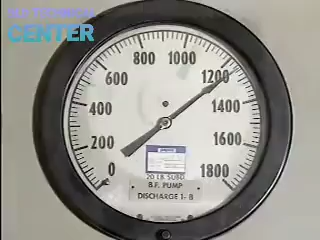 CENTER
800 1000
600 1200
400 1400
200 1600
0 1800
20 LB. SUBD
B.F. PUMP
DISCHARGE 1-B